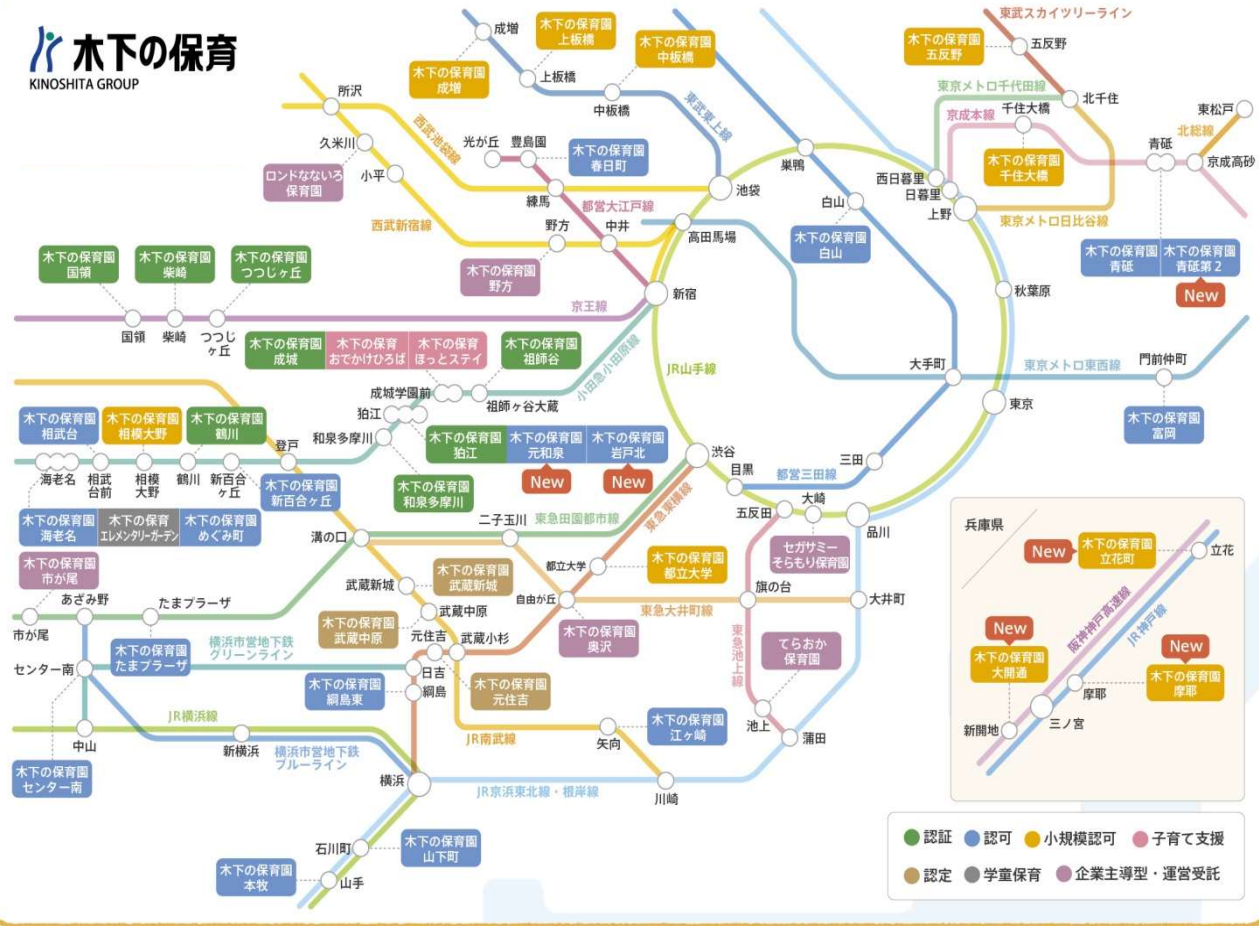 木下の保育
KINOSHITA GROUP
成増
木下の保育園
上板橋
木下の保育園
中板橋
木下の保育園
成増
上板橋
中板橋
東武東上線
東武スカイツリーライン
木下の保育園
五反野
五反野
東京メトロ千代田線
北千住
京成本線
千住大橋
東松戸
北総線
木下の保育園
千住大橋
青砥
京成高砂
所沢
西武池袋線
久米川
光が丘
豊島園
木下の保育園
春日町
ロンドなないろ
保育園
小平
練馬
池袋
巣鴨
西日暮里
日暮里
上野
東京メトロ日比谷線
白山
都営大江戸線
西武新宿線
野方
中井
高田馬場
木下の保育園
白山
木下の保育園
青砥
木下の保育園
青砥第2
New
木下の保育園
国領
木下の保育園
柴崎
木下の保育園
つつじヶ丘
木下の保育園
野方
新宿
秋葉原
京王線
国領
柴崎
つつじ
ヶ丘
木下の保育園
成城
木下の保育
おでかけひろば
木下の保育
ほっとステイ
木下の保育園
祖師谷
小田急小田原線
JR山手線
大手町
東京メトロ東西線
門前仲町
成城学園前
祖師ヶ谷大蔵
東京
木下の保育園
富岡
狛江
木下の保育園
相武台
木下の保育園
相模大野
木下の保育園
鶴川
登戸
和泉多摩川
木下の保育園
狛江
木下の保育園
元和泉
木下の保育園
岩戸北
New
New
渋谷
目黒
都営三田線
三田
海老名
相武
台前
相模
大野
鶴川
新百合
ヶ丘
木下の保育園
新百合ヶ丘
木下の保育園
和泉多摩川
木下の保育園
海老名
木下の保育
エレメンタリーガーデン
木下の保育園
めぐみ町
二子玉川
東急田園都市線
東急東横線
五反田
大崎
品川
溝の口
セガサミー
そらもり保育園
木下の保育園
市が尾
あざみ野
たまプラーザ
武蔵新城
木下の保育園
武蔵新城
都立大学
木下の保育園
都立大学
自由が丘
旗の台
大井町
東急大井町線
市が尾
木下の保育園
武蔵中原
武蔵中原
木下の保育園
奥沢
東急池上線
てらおか
保育園
横浜市営地下鉄
グリーンライン
元住吉
武蔵小杉
木下の保育園
たまプラーザ
センター南
日吉
木下の保育園
綱島東
綱島
木下の保育園
元住吉
JR横浜線
中山
新横浜
横浜市営地下鉄
ブルーライン
JR南武線
矢向
木下の保育園
江ヶ崎
池上
蒲田
木下の保育園
センター南
横浜
JR京浜東北線・根岸線
川崎
石川町
木下の保育園
山下町
木下の保育園
本牧
山手
兵庫県
New
木下の保育園
立花町
立花
阪神神戸高速線
JR神戸線
New
木下の保育園
大開通
New
木下の保育園
摩耶
摩耶
新開地
三ノ宮
認証
認可
小規模認可
子育て支援
認定
学童保育
企業主導型・運営受託